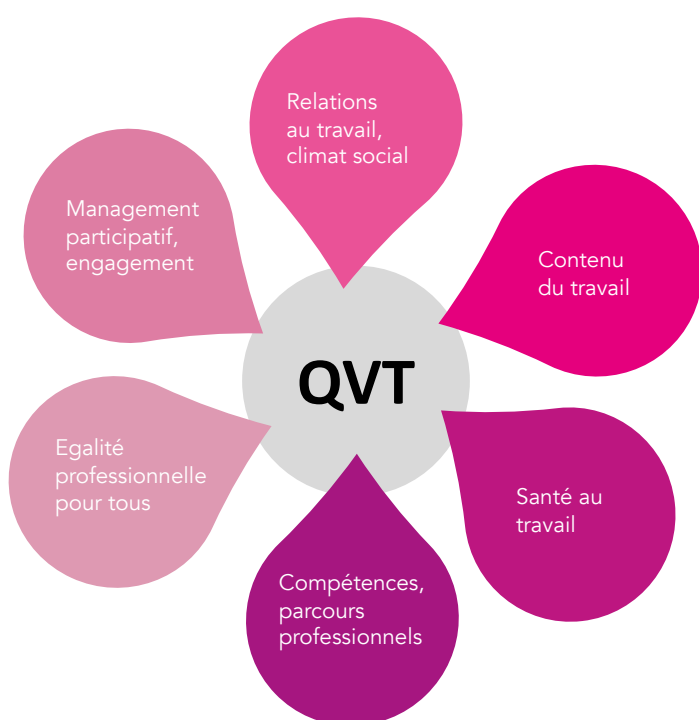 Relations
au travail,
climat social
Contenu
du travail
Santé au
travail
Compétences,
parcours
professionnels
Egalité
professionnelle
pour tous
Management
participatif,
engagement
QVT